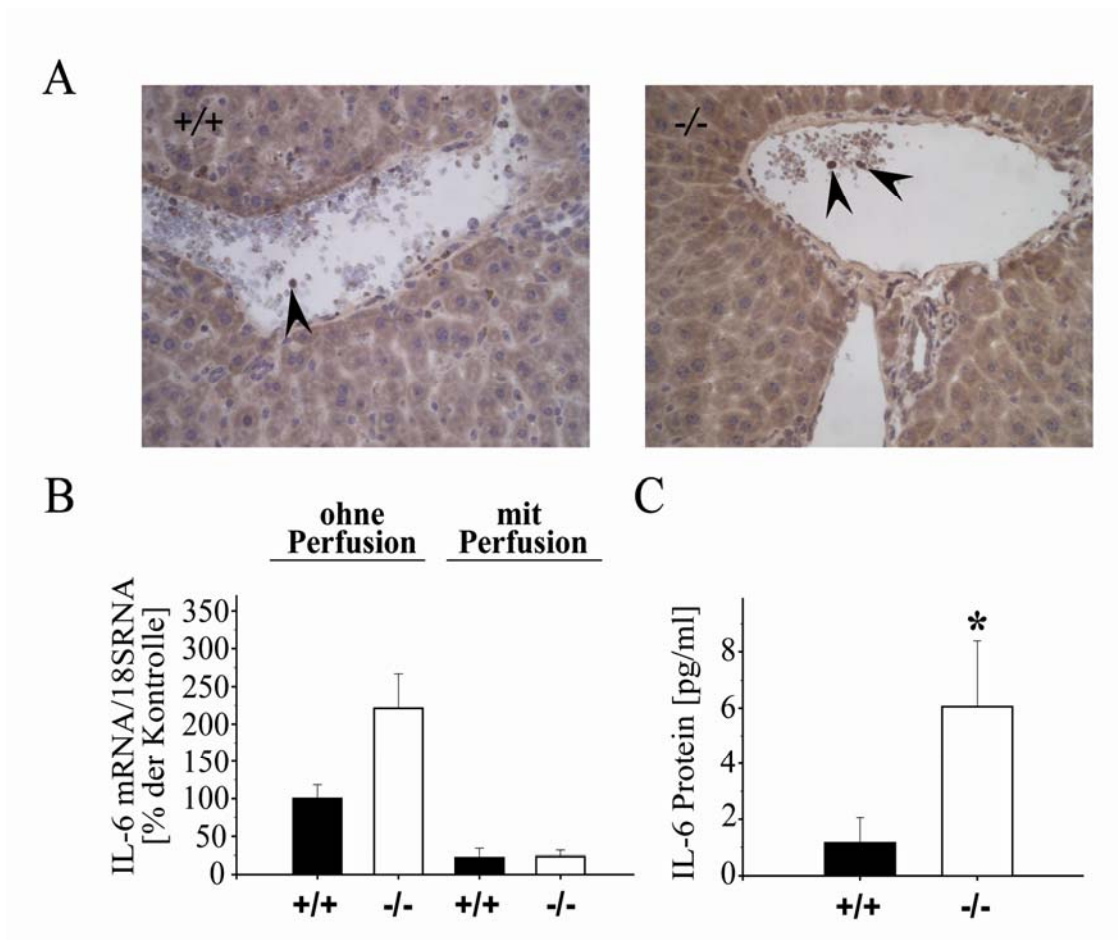 A
+/+
-/-
B
ohne
Perfusion
mit
Perfusion
IL-6 mRNA/18SRNA
[% der Kontrolle]
350
300
250
200
150
100
50
0
+/+
-/-
+/+
-/-
C
IL-6 Protein [pg/ml]
8
6
4
2
0
*
+/+
-/-